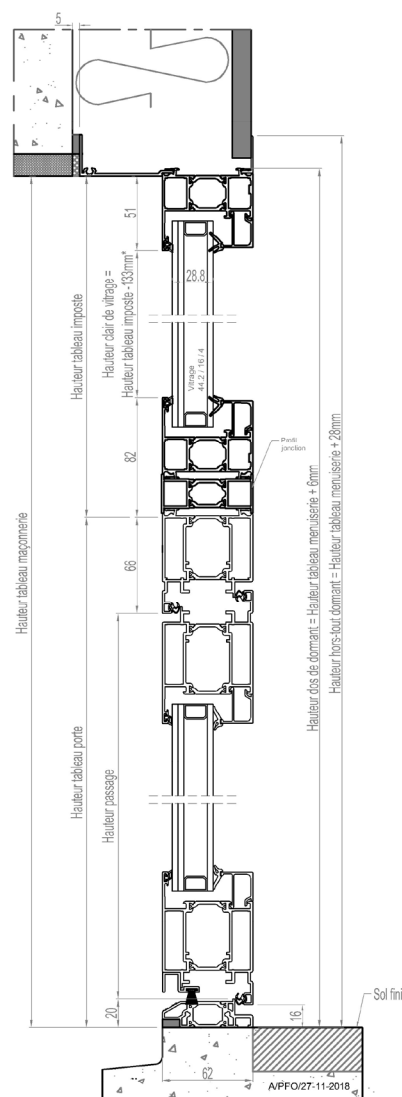 5
51
28.8
Hauteur tableau imposte
Hauteur clair de vitrage =
Hauteur tableau imposte -133mm*
Vitrage
44.2 / 16 / 4
82
Profil
jonction
66
Hauteur tableau maçonnerie
Hauteur dos de dormant = Hauteur tableau menuiserie + 6mm
Hauteur hors-tout dormant = Hauteur tableau menuiserie + 28mm
Hauteur tableau porte
Hauteur passage
20
16
Sol fini
62
A/PFO/27-11-2018